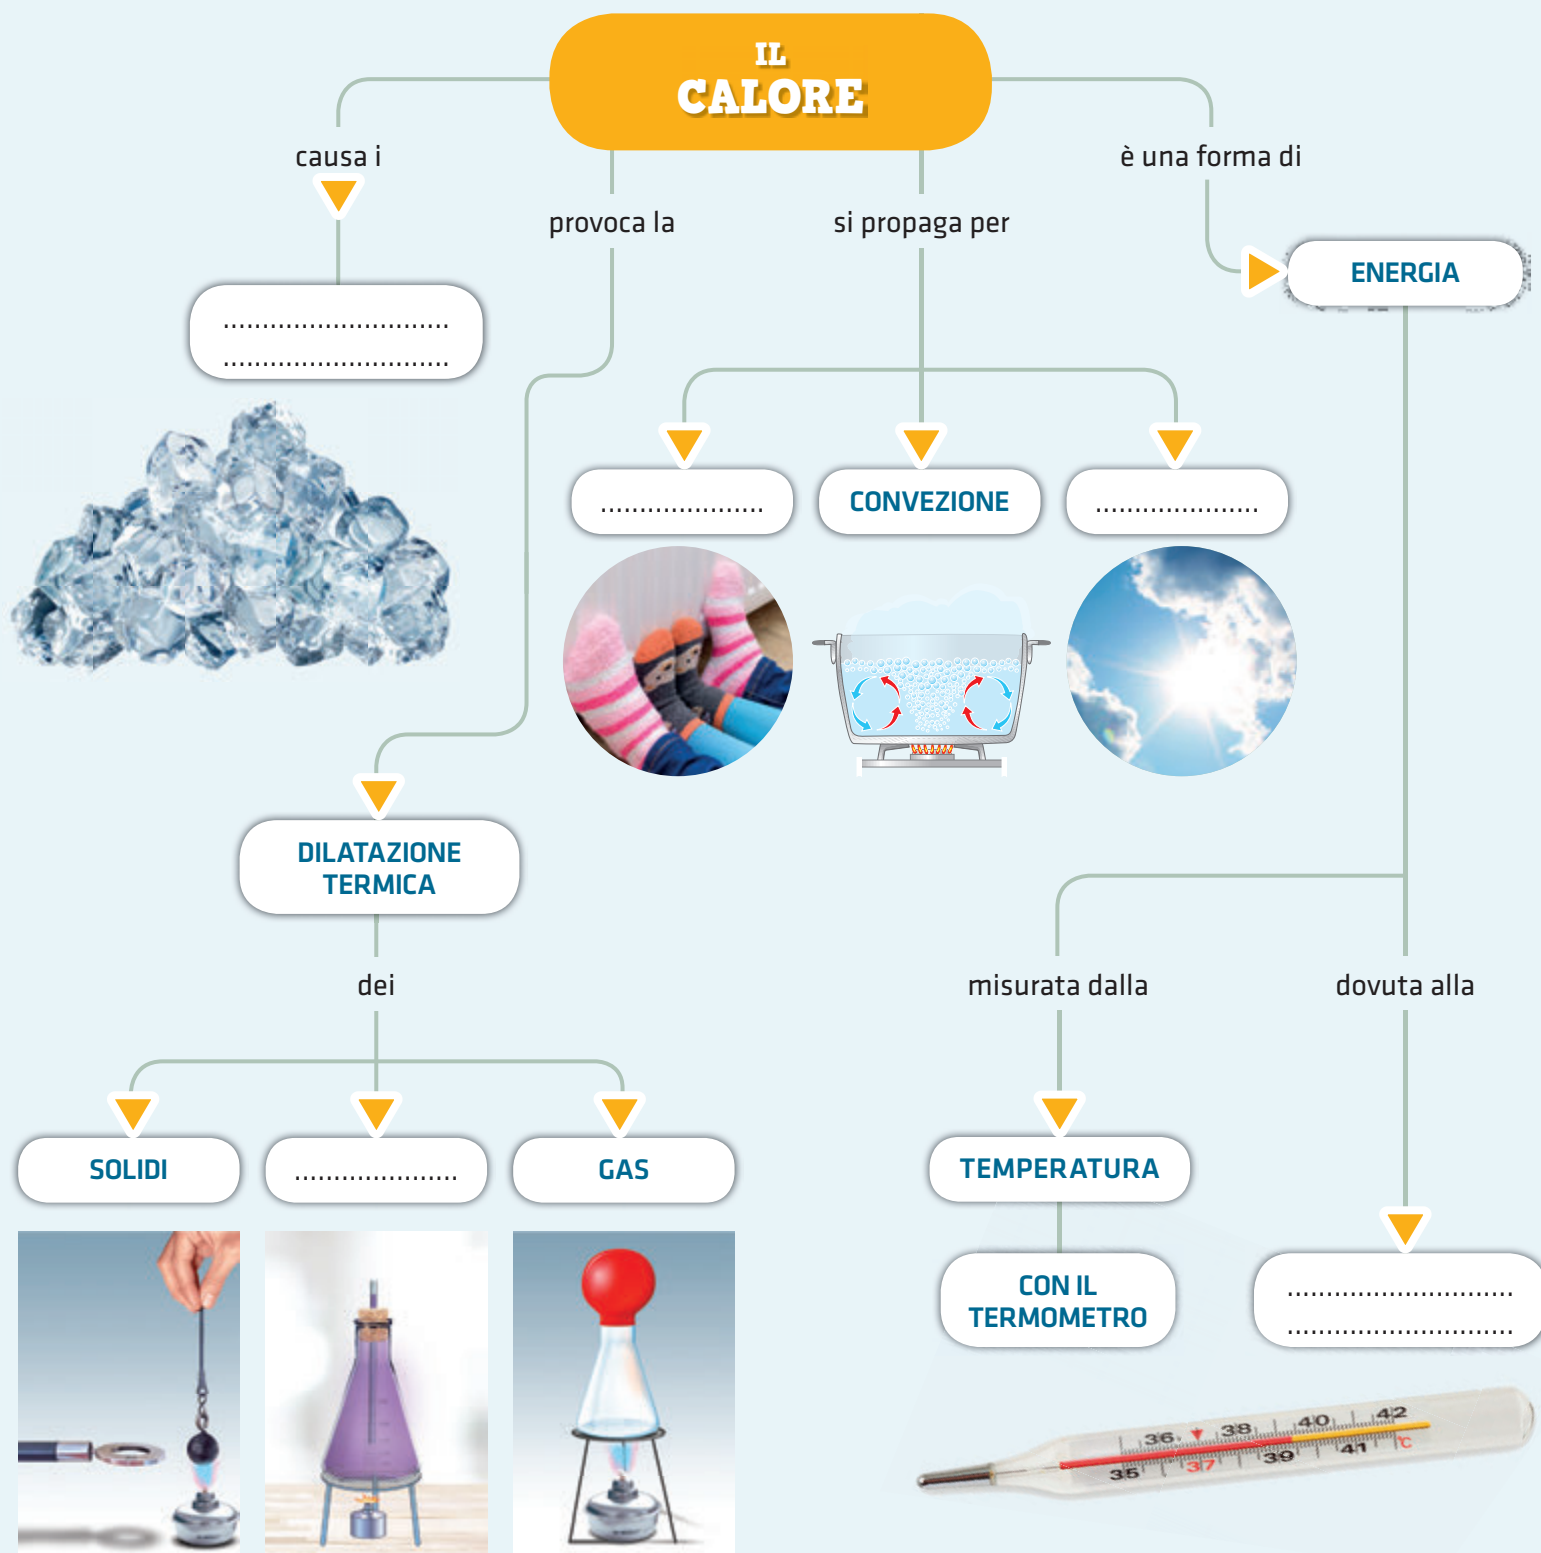 IL
CALORE
causa i
provoca la
si propaga per
è una forma di
ENERGIA
............................
............................
.....................
CONVEZIONE
.....................
DILATAZIONE
TERMICA
dei
misurata dalla
dovuta alla
SOLIDI
.....................
GAS
TEMPERATURA
CON IL
TERMOMETRO
............................
............................
36 38 40 42
35 37 39 41 °C